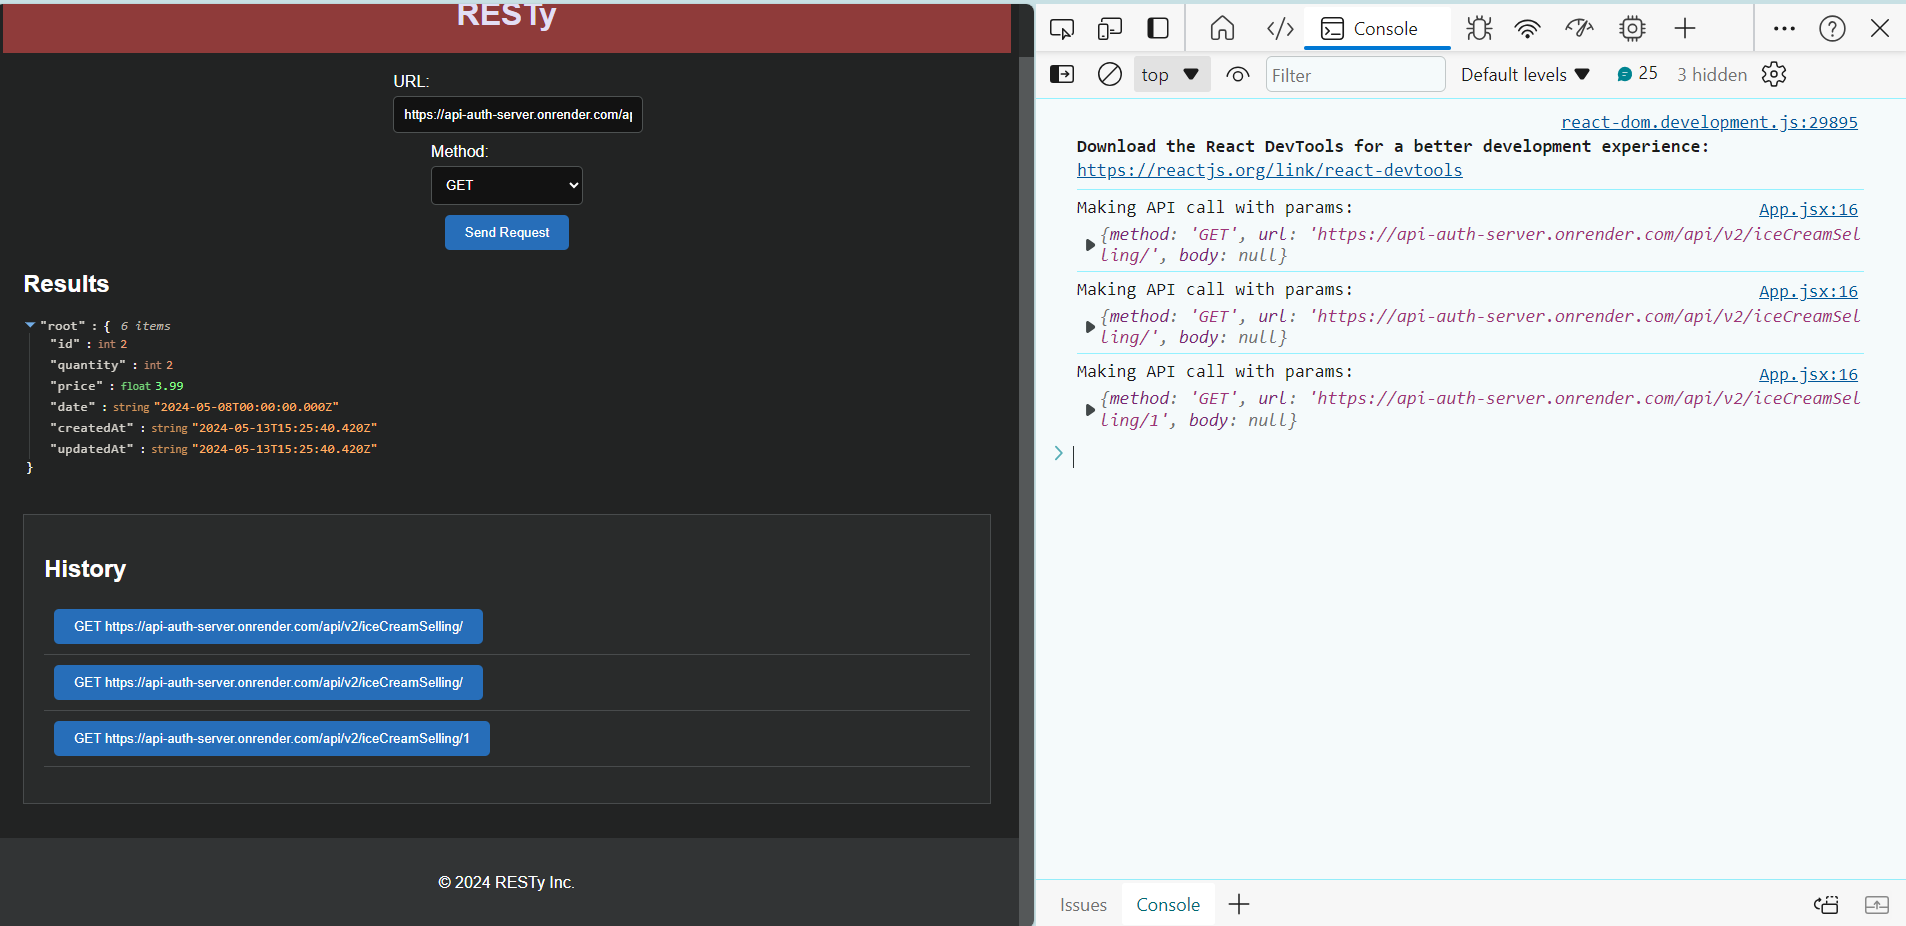 RESTy
URL:
https://api-auth-server.onrender.com/ap
Method:
GET
Send Request
Results
"root" : { 6 items
"id" : int 2
"quantity" : int 2
"price" : float 3.99
"date" : string "2024-05-08T00:00:00.000Z"
"createdAt" : string "2024-05-13T15:25:40.420Z"
"updatedAt" : string "2024-05-13T15:25:40.420Z"
}
History
GET https://api-auth-server.onrender.com/api/v2/iceCreamSelling/
GET https://api-auth-server.onrender.com/api/v2/iceCreamSelling/
GET https://api-auth-server.onrender.com/api/v2/iceCreamSelling/1
© 2024 RESTy Inc.
Console
top
Filter
Default levels
25
3 hidden
react-dom.development.js:29895
Download the React DevTools for a better development experience:
https://reactjs.org/link/react-devtools
Making API call with params:
App.jsx:16
{method: 'GET', url: 'https://api-auth-server.onrender.com/api/v2/iceCreamSel
ling/', body: null}
Making API call with params:
App.jsx:16
{method: 'GET', url: 'https://api-auth-server.onrender.com/api/v2/iceCreamSel
ling/', body: null}
Making API call with params:
App.jsx:16
{method: 'GET', url: 'https://api-auth-server.onrender.com/api/v2/iceCreamSel
ling/1', body: null}
Issues
Console